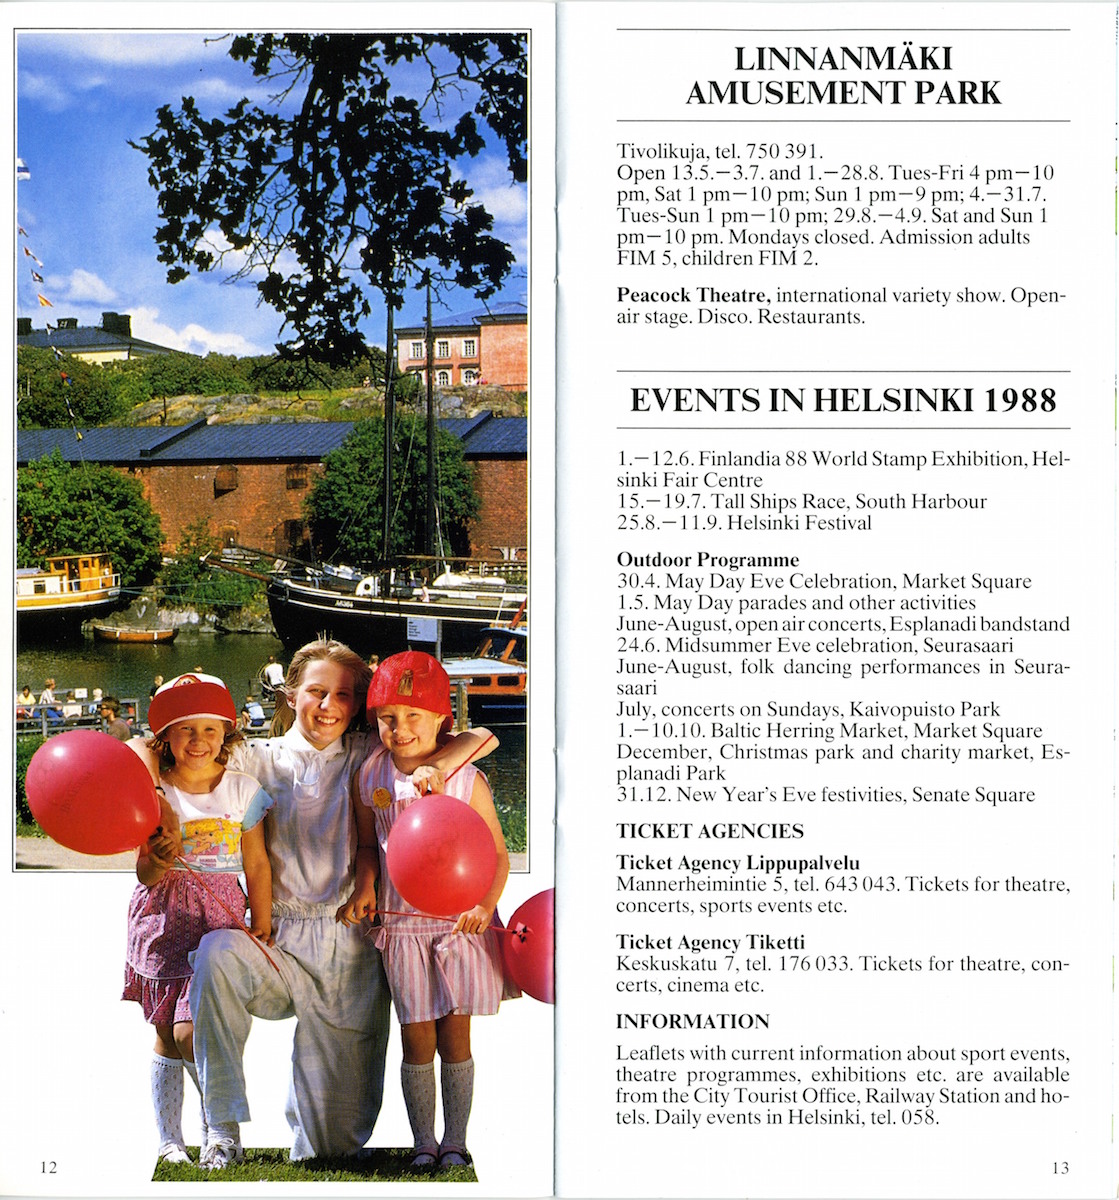 LINNANMÄKI
AMUSEMENT PARK
Tivolikuja, tel. 750 391.
Open 13.5.—3.7. and 1.—28.8. Tues-Fri 4 pm—10
pm, Sat 1 pm—10 pm; Sun 1 pm—9 pm; 4.—31.7.
Tues-Sun 1 pm—10 pm; 29.8.—4.9. Sat and Sun 1
pm—10 pm. Mondays closed. Admission adults
FIM 5, children FIM 2.
Peacock Theatre, international variety show. Open-
air stage. Disco. Restaurants.
EVENTS IN HELSINKI 1988
1.—12.6. Finlandia 88 World Stamp Exhibition, Hel-
sinki Fair Centre
15.—19.7. Tall Ships Race, South Harbour
25.8.—11.9. Helsinki Festival
Outdoor Programme
30.4. May Day Eve Celebration, Market Square
1.5. May Day parades and other activities
June-August, open air concerts, Esplanadi bandstand
24.6. Midsummer Eve celebration, Seurasaari
June-August, folk dancing performances in Seura-
saari
July, concerts on Sundays, Kaivopuisto Park
1.—10.10. Baltic Herring Market, Market Square
December, Christmas park and charity market, Es-
planadi Park
31.12. New Year's Eve festivities, Senate Square
TICKET AGENCIES
Ticket Agency Lippupalvelu
Mannerheimintie 5, tel. 643 043. Tickets for theatre,
concerts, sports events etc.
Ticket Agency Tiketti
Keskuskatu 7, tel. 176 033. Tickets for theatre, con-
certs, cinema etc.
INFORMATION
Leaflets with current information about sport events,
theatre programmes, exhibitions etc. are available
from the City Tourist Office, Railway Station and ho-
tels. Daily events in Helsinki, tel. 058.
12
13